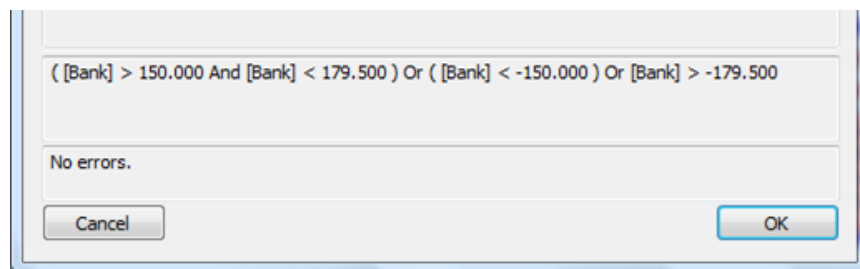 ( [Bank] > 150.000 And [Bank] < 179.500 ) Or ( [Bank] < -150.000 ) Or [Bank] > -179.500
No errors.
Cancel
OK